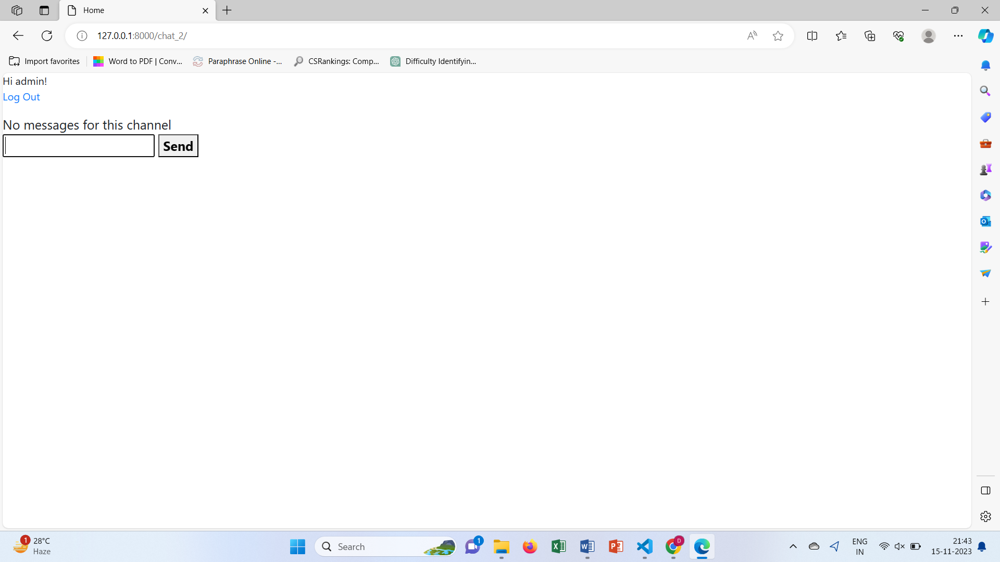 Home
127.0.0.1:8000/chat_2/
Import favorites
Word to PDF | Conv...
Paraphrase Online -...
CSRankings: Comp...
Difficulty Identifyin...
Hi admin!
Log Out
No messages for this channel
Send
1
28°C
Haze
Search
1
D
ENG
IN
21:43
15-11-2023